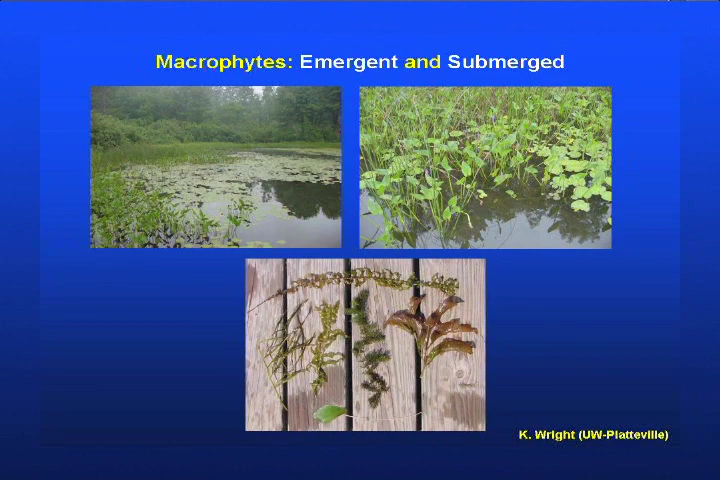 Macrophytes: Emergent and Submerged
K. Wright (UW-Platteville)